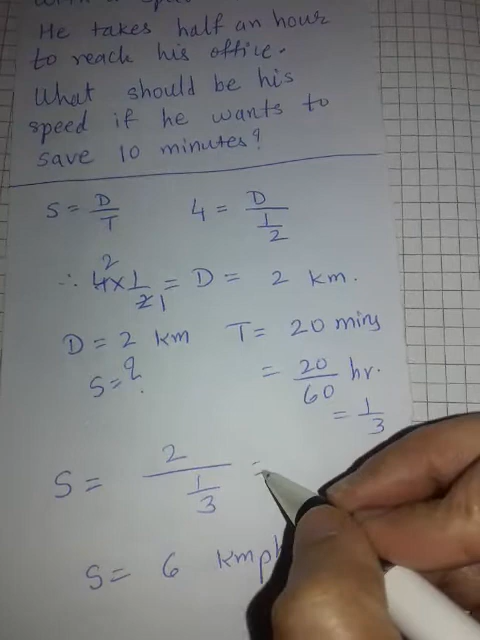 He takes half an hour
to reach his office.
What should be his
speed if he wants to
save 10 minutes?
S = D/T 4 = D/(1/2)
∴ 4 2 × 1/2 1 = D = 2 km.
D = 2 km T = 20 mins
S = ? = 20/60 hr.
= 1/3
S = 2/(1/3) =
S = 6 kmph